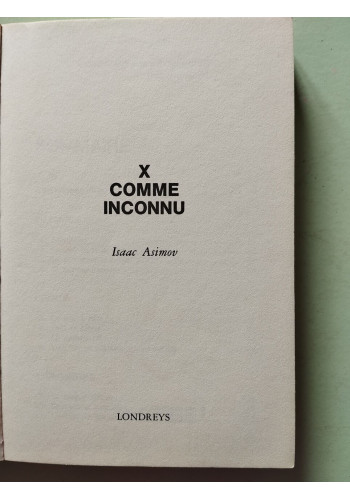 X
COMME
INCONNU
Isaac Asimov
LONDREYS